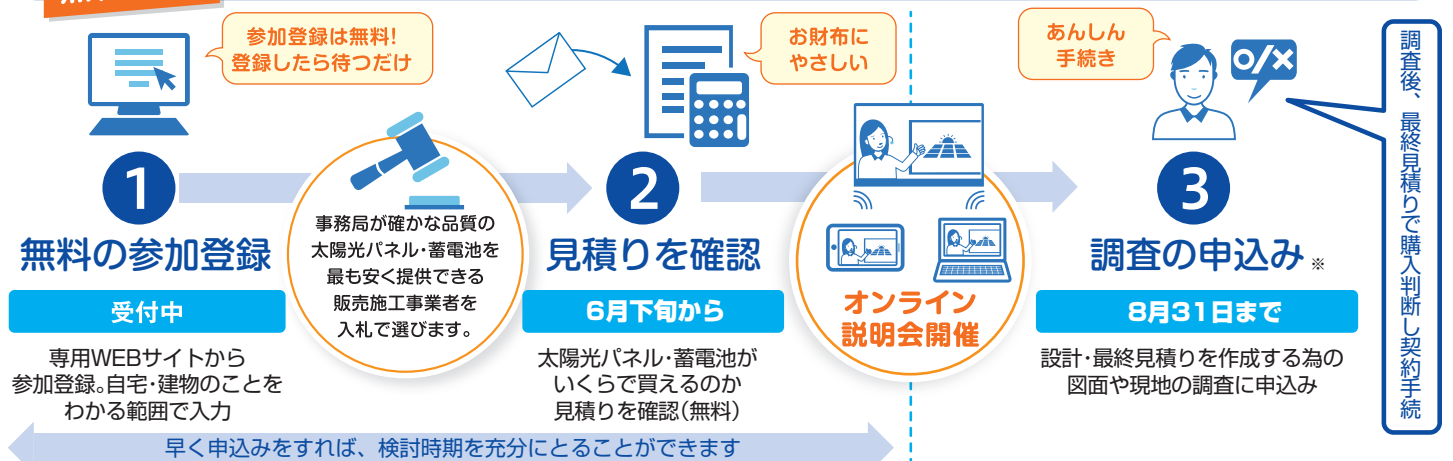 参加登録は無料!
登録したら待つだけ
1
無料の参加登録
受付中
専用WEBサイトから
参加登録。自宅・建物のことを
わかる範囲で入力
事務局が確かな品質の
太陽光パネル・蓄電池を
最も安く提供できる
販売施工事業者を
入札で選びます。
お財布に
やさしい
2
見積りを確認
6月下旬から
太陽光パネル・蓄電池が
いくらで買えるのか
見積りを確認(無料)
オンライン
説明会開催
あんしん
手続き
o/×
3
調査の申込み※
8月31日まで
設計・最終見積りを作成する為の
図面や現地の調査に申込み
調査後、最終見積りで購入判断し契約手続
早く申込みをすれば、検討時期を充分にとることができます